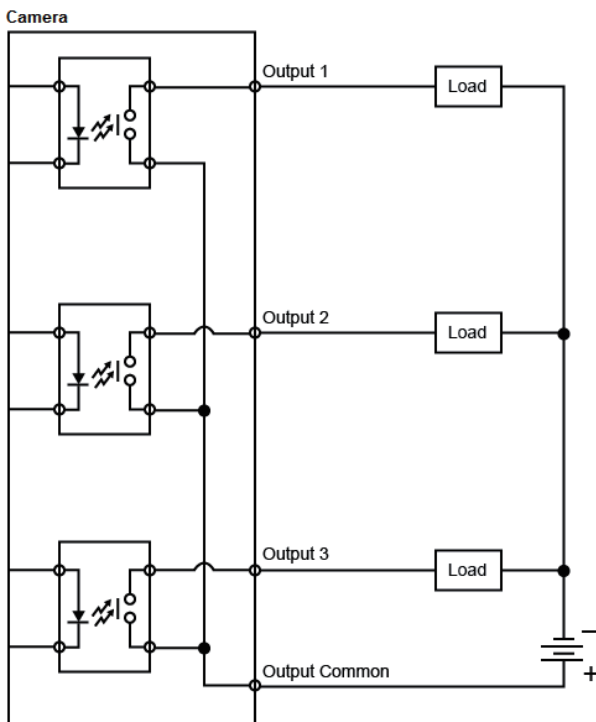 Camera
Output 1
Load
Output 2
Load
Output 3
Load
−
Output Common
+